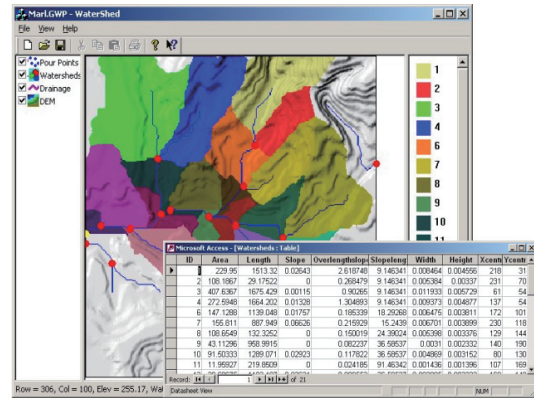 Marl.GWP - WaterShed
File View Help
Pour Points
Watersheds
Drainage
DEM
1
2
3
4
6
7
8
9
10
Microsoft Access - [Watersheds : Table]
ID Area Length Slope Overlengthslope Slopeleng Width Height Xcentr Ycentr
1 229.95 1513.32 0.02643 2.618748 9.146341 0.008464 0.004556 218 31
2 108.1867 29.17522 0 0.268479 9.146341 0.005384 0.00337 231 70
3 407.6367 1675.429 0.00115 0.90265 9.146341 0.011933 0.005729 61 54
4 272.5948 1664.202 0.01328 1.304893 9.146341 0.009373 0.004877 137 54
6 147.1288 1139.048 0.01757 0.185339 18.29268 0.006475 0.003811 172 101
7 155.811 887.949 0.06626 0.215929 15.2439 0.006701 0.003899 230 118
8 108.6549 132.3252 0 0.150019 24.39024 0.005398 0.003376 129 144
9 43.11296 958.9915 0 0.082237 36.58537 0.0031 0.002332 140 190
10 91.50333 1289.071 0.02923 0.117822 36.58537 0.004869 0.003152 80 130
11 11.95927 219.8509 0 0.024185 91.46342 0.001436 0.001396 107 169
Record: 1 of 21
Row = 306, Col = 100, Elev = 255.17, Wat
Datasheet View NUM